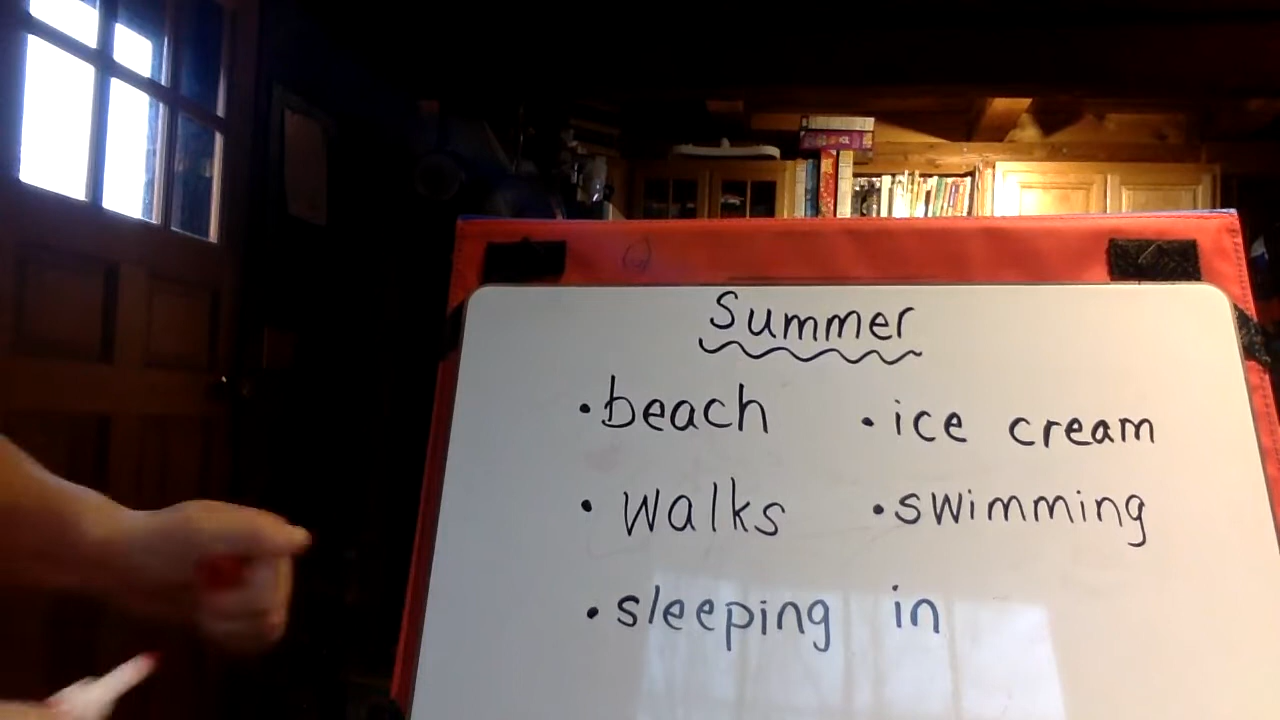 Summer
• beach • ice cream
• walks • swimming
• sleeping in